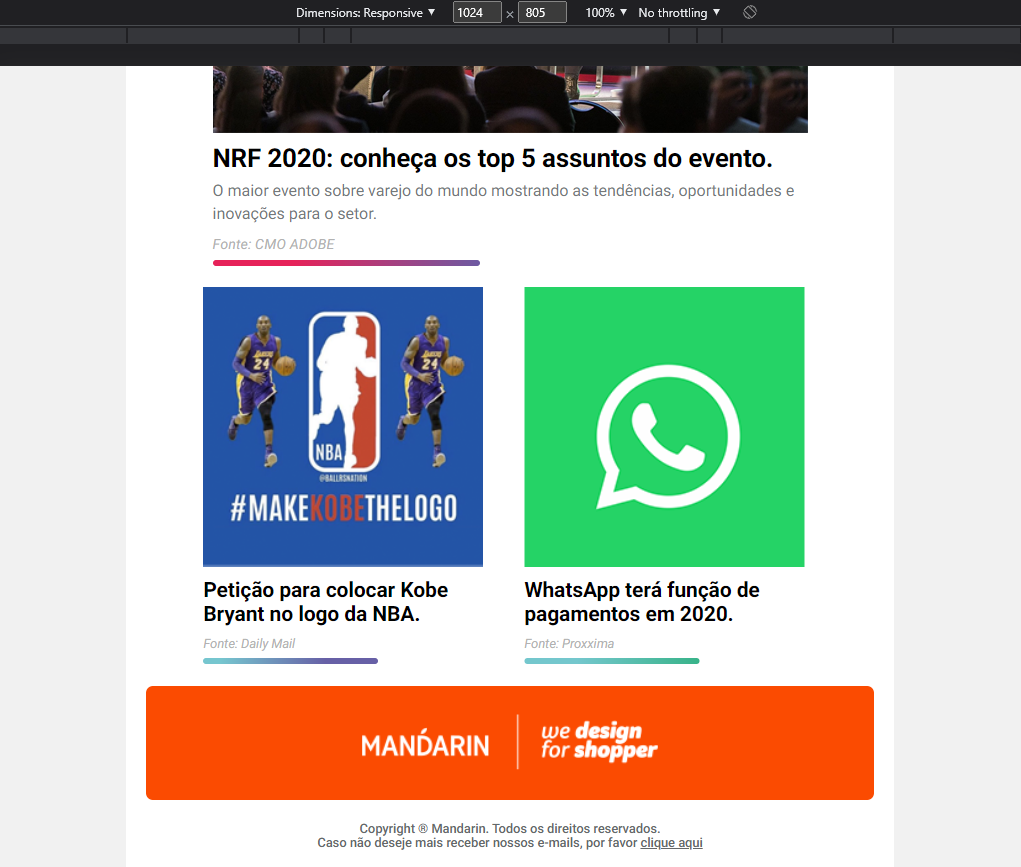 Dimensions: Responsive ▼ 1024 × 805 100% ▼ No throttling ▼
NRF 2020: conheça os top 5 assuntos do evento.
O maior evento sobre varejo do mundo mostrando as tendências, oportunidades e
inovações para o setor.
Fonte: CMO ADOBE
LAKERS
24
LAKERS
24
NBA
@BALLRSNATION
#MAKEKOBETHELOGO
Petição para colocar Kobe
Bryant no logo da NBA.
Fonte: Daily Mail
WhatsApp terá função de
pagamentos em 2020.
Fonte: Proxxima
MANDARIN
we design
for shopper
Copyright ® Mandarin. Todos os direitos reservados.
Caso não deseje mais receber nossos e-mails, por favor clique aqui